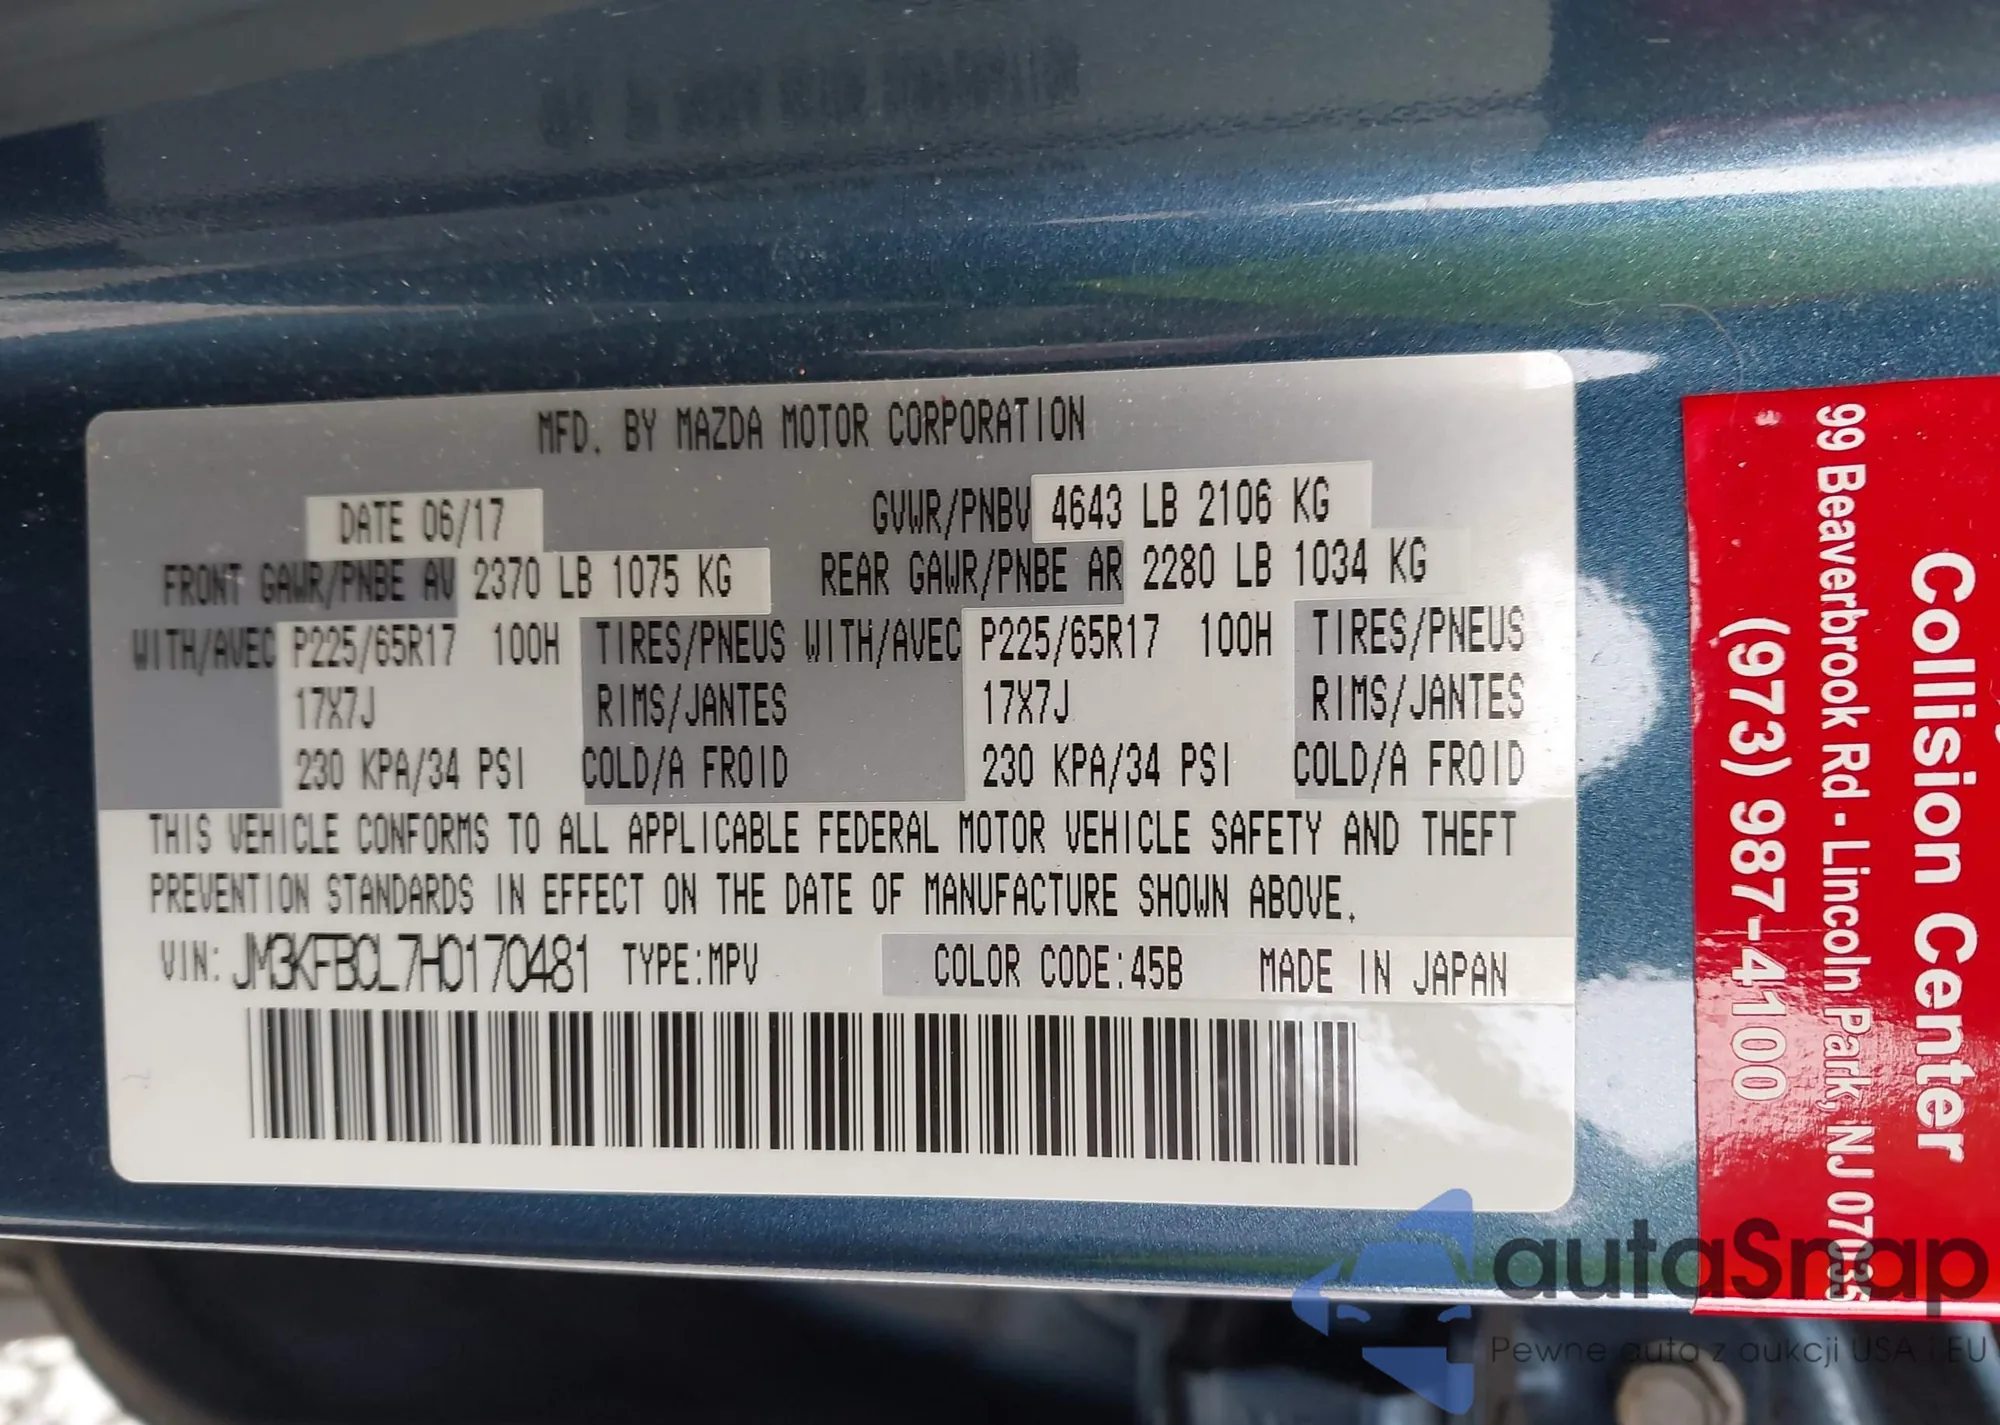 MFD. BY MAZDA MOTOR CORPORATION
DATE 06/17 GVWR/PNBV 4643 LB 2106 KG
FRONT GAWR/PNBE AV 2370 LB 1075 KG REAR GAWR/PNBE AR 2280 LB 1034 KG
WITH/AVEC P225/65R17 100H TIRES/PNEUS WITH/AVEC P225/65R17 100H TIRES/PNEUS
17X7J RIMS/JANTES 17X7J RIMS/JANTES
230 KPA/34 PSI COLD/A FROID 230 KPA/34 PSI COLD/A FROID
THIS VEHICLE CONFORMS TO ALL APPLICABLE FEDERAL MOTOR VEHICLE SAFETY AND THEFT
PREVENTION STANDARDS IN EFFECT ON THE DATE OF MANUFACTURE SHOWN ABOVE.
VIN: JM3KFBCL7H0170481 TYPE:MPV COLOR CODE:45B MADE IN JAPAN
Collision Center
99 Beaverbrook Rd - Lincoln Park, NJ 07035
(973) 987-4100
autaSnap
Pewne auta z aukcji USA i EU